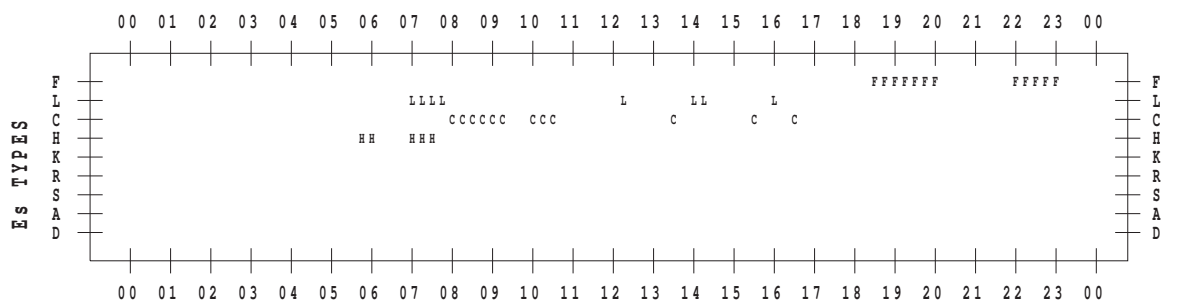 00 01 02 03 04 05 06 07 08 09 10 11 12 13 14 15 16 17 18 19 20 21 22 23 00
F FFFFFFF FFFFF F
L LLLL L LL L L
C CCCCCC CCC C C C C
H HH HHH H
K K
R R
S S
A A
D D
Es TYPES
00 01 02 03 04 05 06 07 08 09 10 11 12 13 14 15 16 17 18 19 20 21 22 23 00